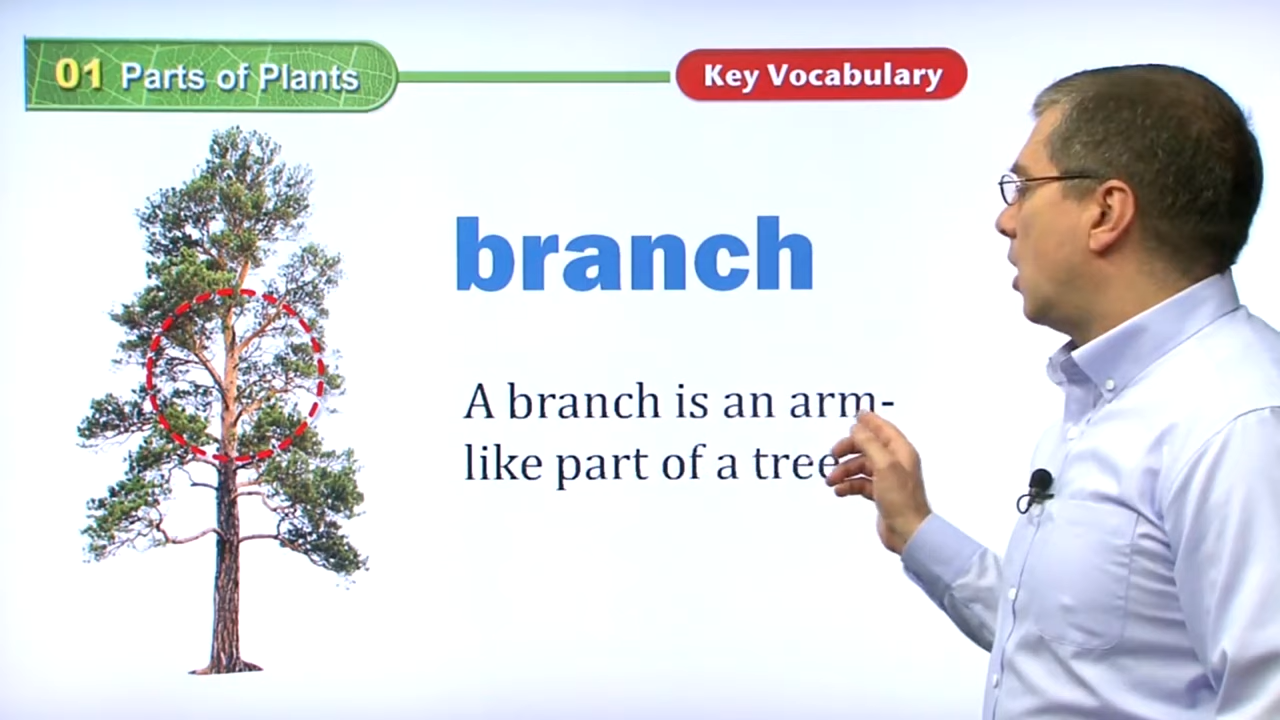 01 Parts of Plants
Key Vocabulary
branch
A branch is an arm-
like part of a tree